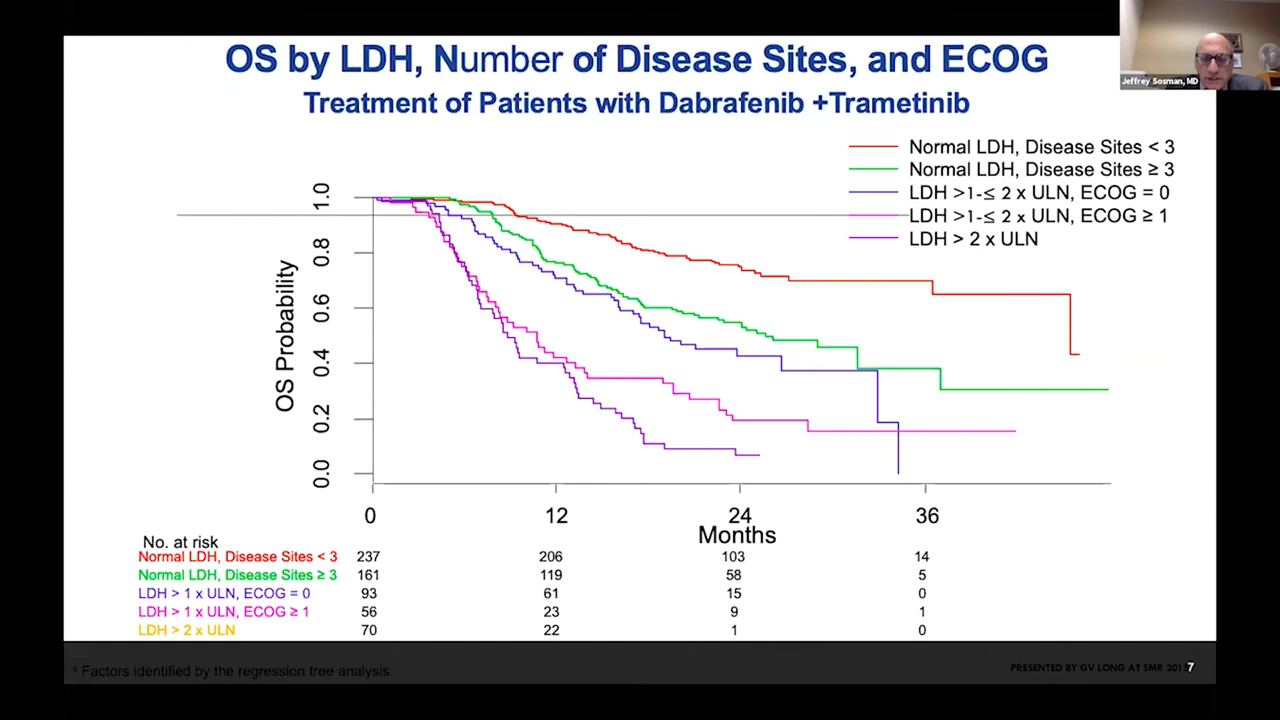 OS by LDH, Number of Disease Sites, and ECOG
Treatment of Patients with Dabrafenib +Trametinib
Jeffrey Sosman, MD
Normal LDH, Disease Sites < 3
Normal LDH, Disease Sites ≥ 3
LDH >1-≤ 2 x ULN, ECOG = 0
LDH >1-≤ 2 x ULN, ECOG ≥ 1
LDH > 2 x ULN
OS Probability
1.0
0.8
0.6
0.4
0.2
0.0
0 12 24 36
Months
No. at risk
Normal LDH, Disease Sites < 3 237 206 103 14
Normal LDH, Disease Sites ≥ 3 161 119 58 5
LDH > 1 x ULN, ECOG = 0 93 61 15 0
LDH > 1 x ULN, ECOG ≥ 1 56 23 9 1
LDH > 2 x ULN 70 22 1 0
Factors identified by the regression tree analysis
PRESENTED BY GV LONG AT SMR
7